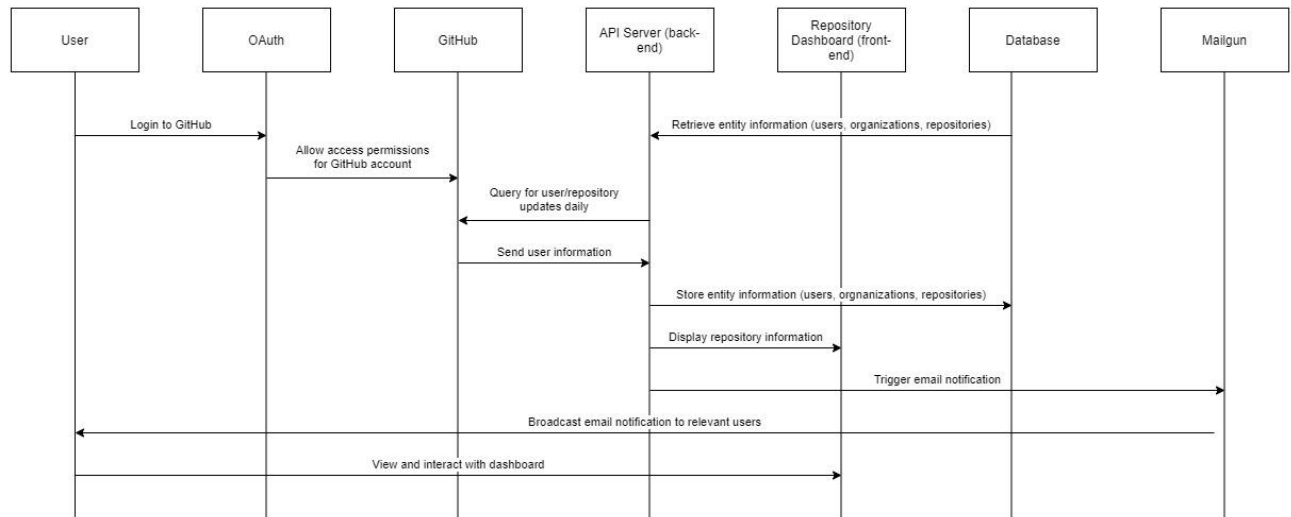 User
OAuth
GitHub
API Server (back-
end)
Repository
Dashboard (front-
end)
Database
Mailgun
Login to GitHub
Retrieve entity information (users, organizations, repositories)
Allow access permissions
for GitHub account
Query for user/repository
updates daily
Send user information
Store entity information (users, orgnanizations, repositories)
Display repository information
Trigger email notification
Broadcast email notification to relevant users
View and interact with dashboard